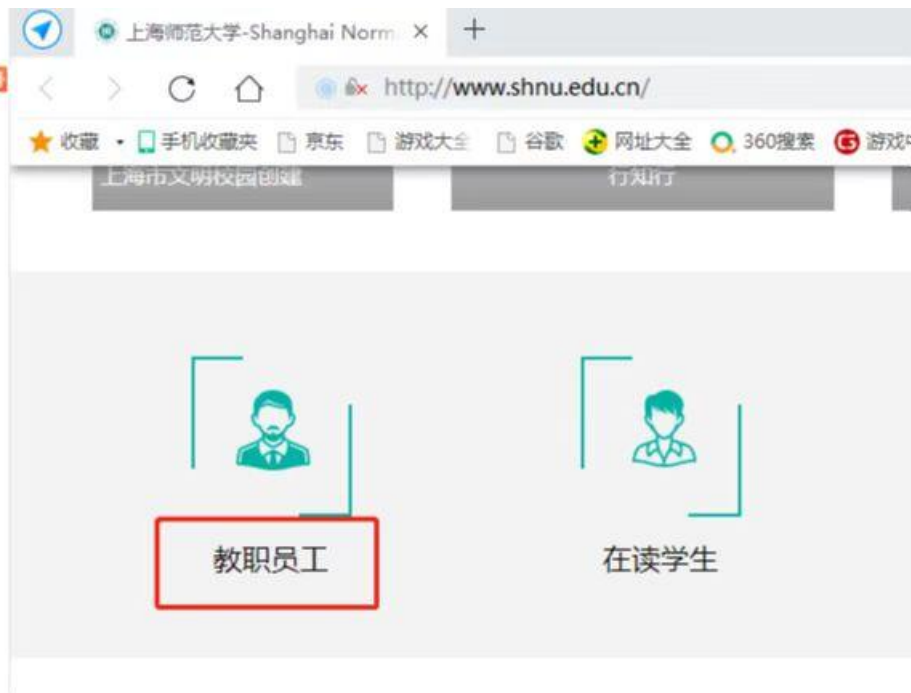 上海师范大学-Shanghai Norm
http://www.shnu.edu.cn/
收藏 手机收藏夹 京东 游戏大全 谷歌 网址大全 360搜索 游戏
上海市文明校园创建 行知行
教职员工 在读学生